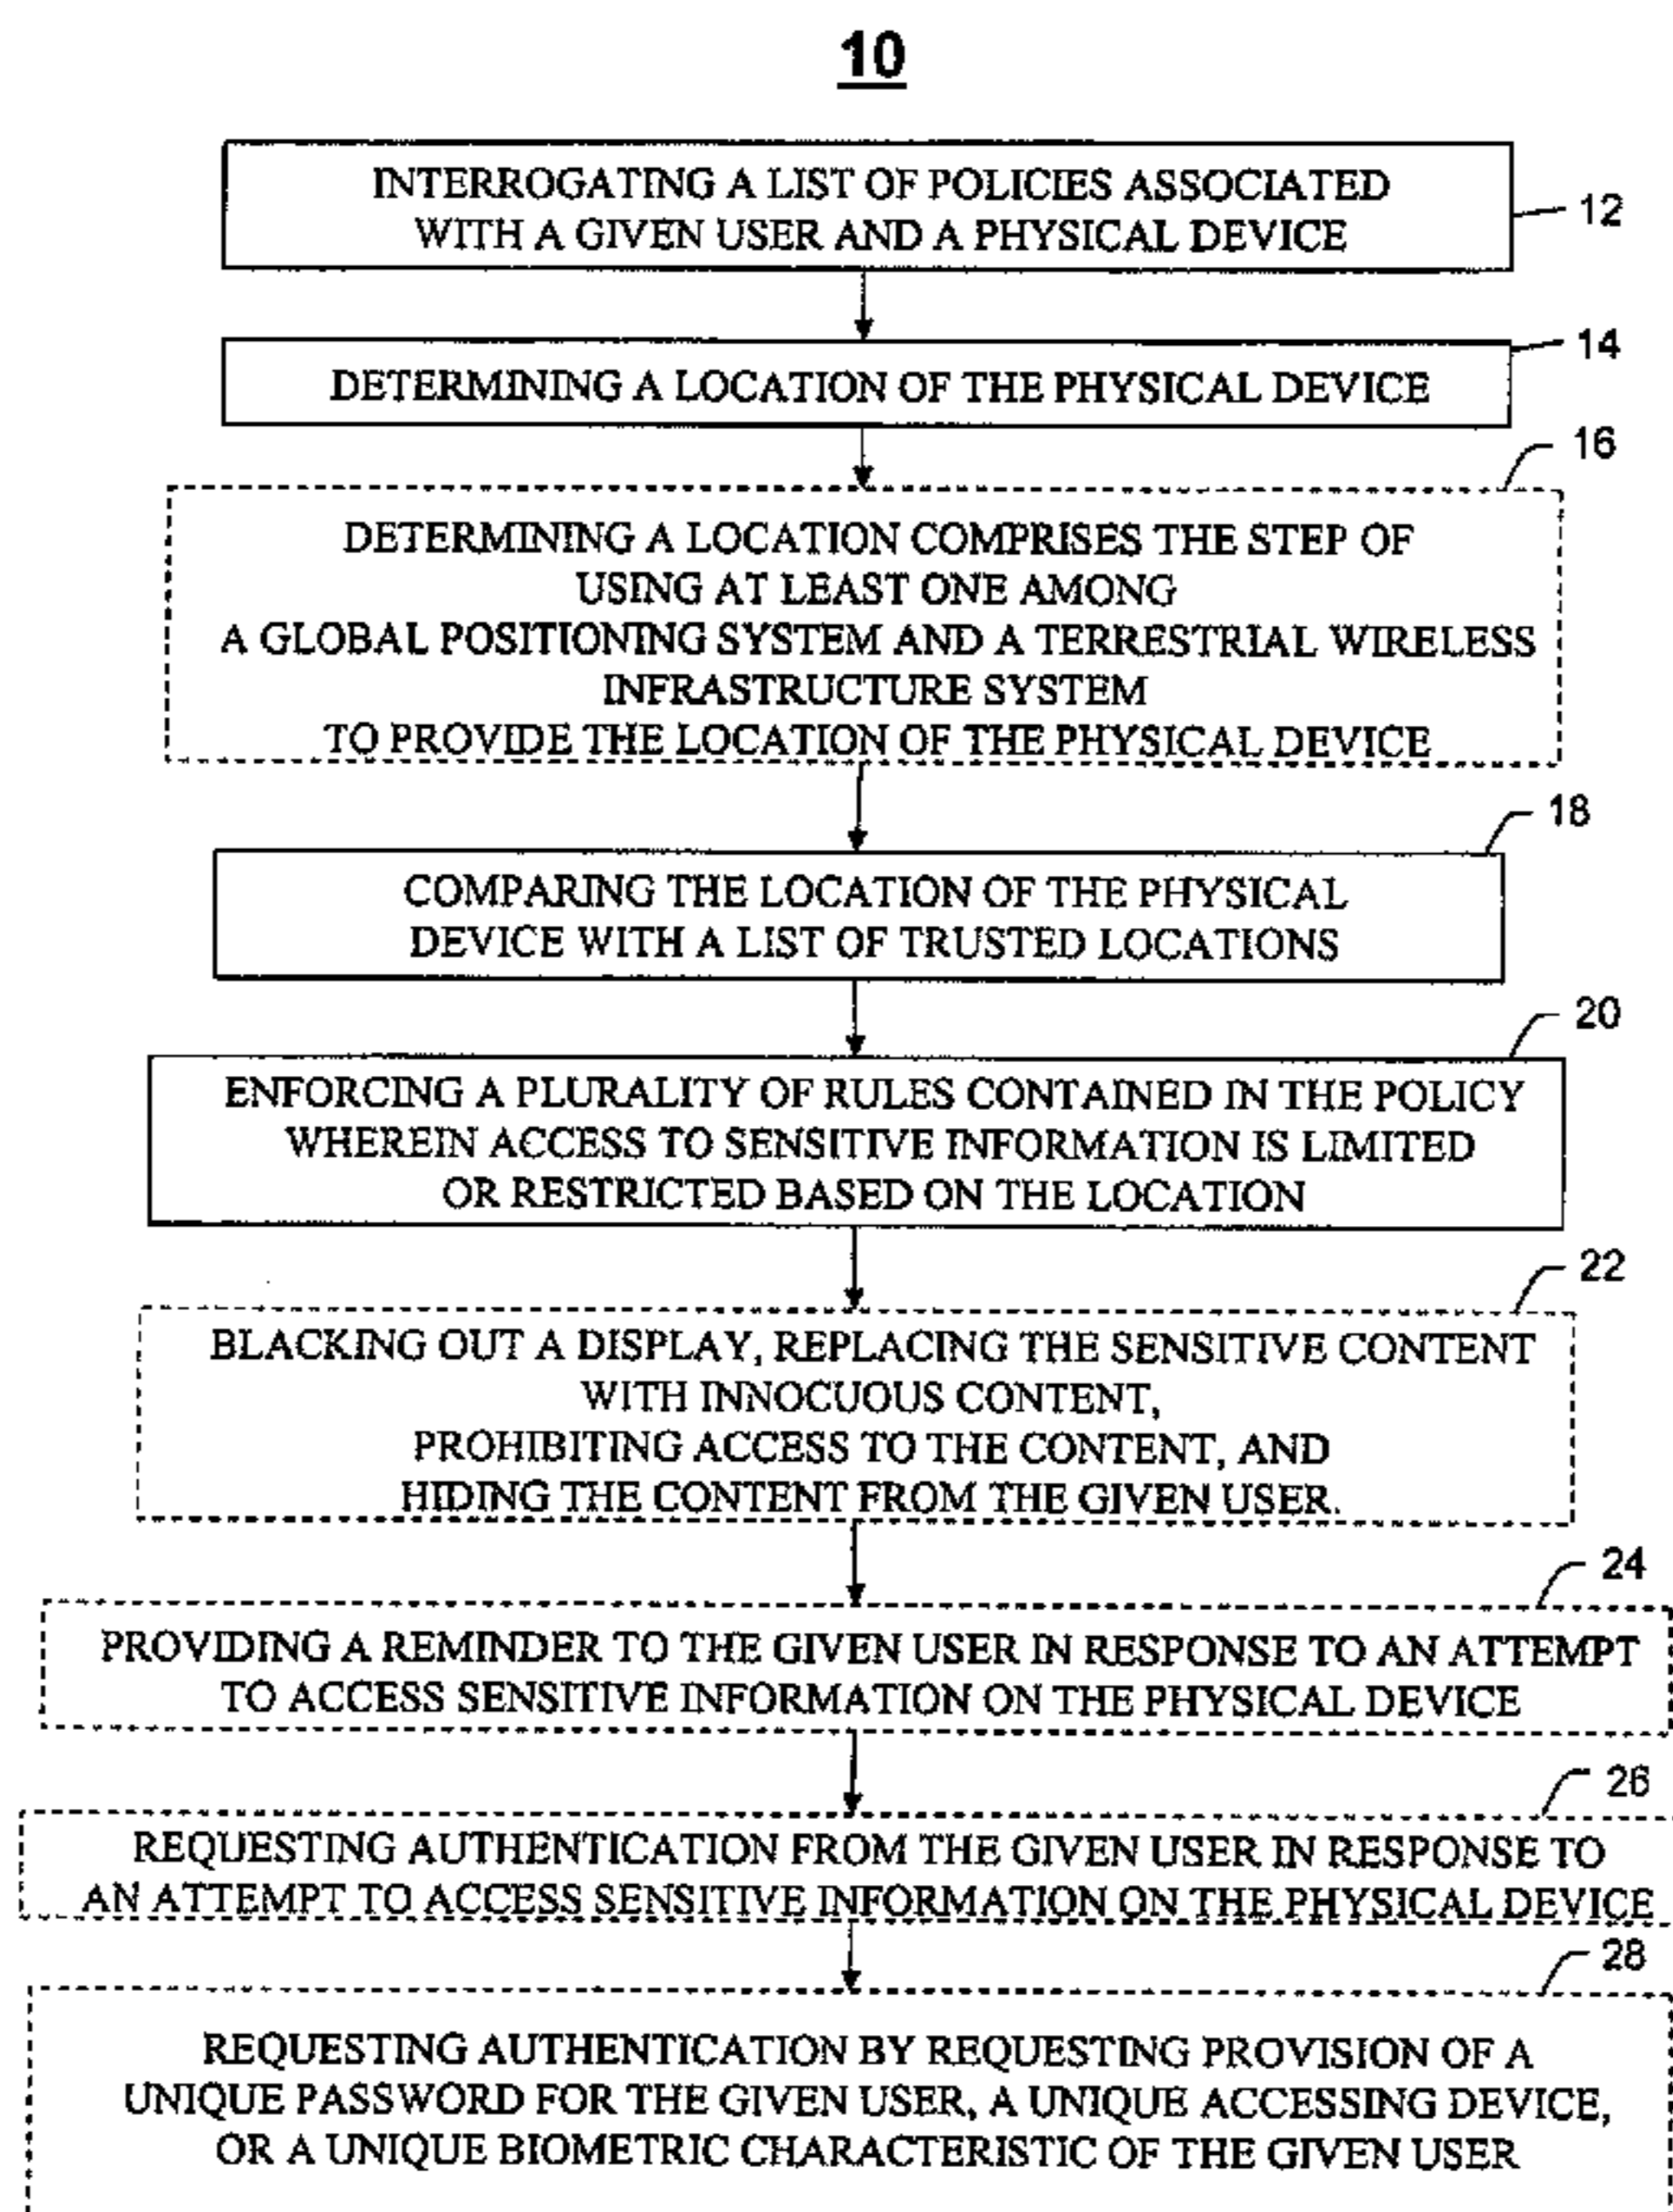 10
INTERROGATING A LIST OF POLICIES ASSOCIATED
WITH A GIVEN USER AND A PHYSICAL DEVICE
12
DETERMINING A LOCATION OF THE PHYSICAL DEVICE
14
16
DETERMINING A LOCATION COMPRISES THE STEP OF
USING AT LEAST ONE AMONG
A GLOBAL POSITIONING SYSTEM AND A TERRESTRIAL WIRELESS
INFRASTRUCTURE SYSTEM
TO PROVIDE THE LOCATION OF THE PHYSICAL DEVICE
18
COMPARING THE LOCATION OF THE PHYSICAL
DEVICE WITH A LIST OF TRUSTED LOCATIONS
20
ENFORCING A PLURALITY OF RULES CONTAINED IN THE POLICY
WHEREIN ACCESS TO SENSITIVE INFORMATION IS LIMITED
OR RESTRICTED BASED ON THE LOCATION
22
BLACKING OUT A DISPLAY, REPLACING THE SENSITIVE CONTENT
WITH INNOCUOUS CONTENT,
PROHIBITING ACCESS TO THE CONTENT, AND
HIDING THE CONTENT FROM THE GIVEN USER.
24
PROVIDING A REMINDER TO THE GIVEN USER IN RESPONSE TO AN ATTEMPT
TO ACCESS SENSITIVE INFORMATION ON THE PHYSICAL DEVICE
26
REQUESTING AUTHENTICATION FROM THE GIVEN USER IN RESPONSE TO
AN ATTEMPT TO ACCESS SENSITIVE INFORMATION ON THE PHYSICAL DEVICE
28
REQUESTING AUTHENTICATION BY REQUESTING PROVISION OF A
UNIQUE PASSWORD FOR THE GIVEN USER, A UNIQUE ACCESSING DEVICE,
OR A UNIQUE BIOMETRIC CHARACTERISTIC OF THE GIVEN USER